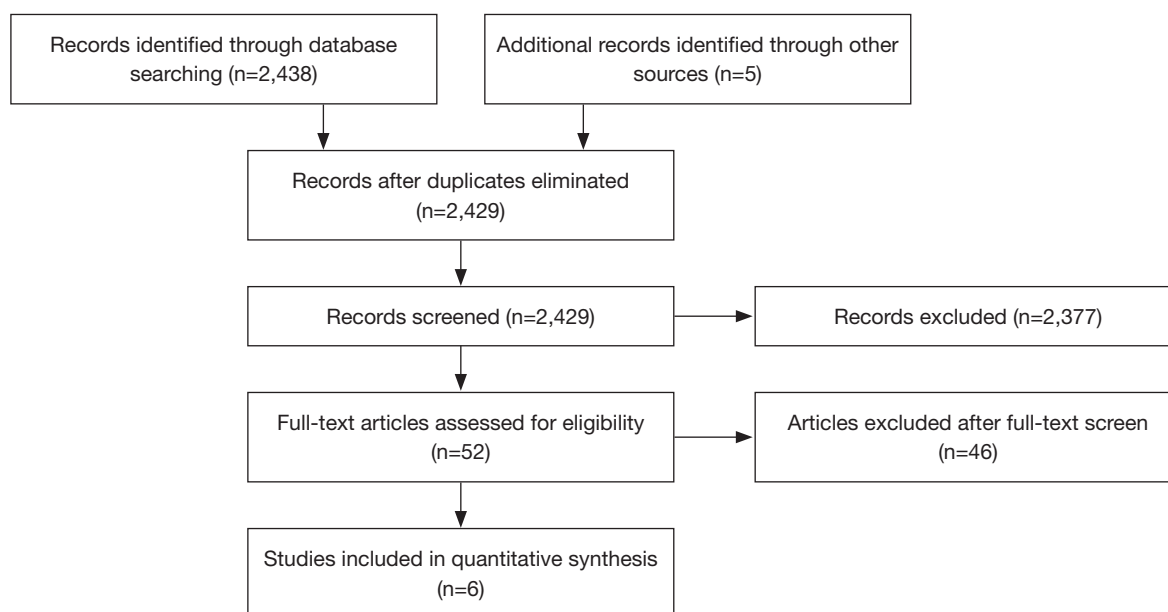 Records identified through database
searching (n=2,438)
Additional records identified through other
sources (n=5)
Records after duplicates eliminated
(n=2,429)
Records screened (n=2,429)
Records excluded (n=2,377)
Full-text articles assessed for eligibility
(n=52)
Articles excluded after full-text screen
(n=46)
Studies included in quantitative synthesis
(n=6)